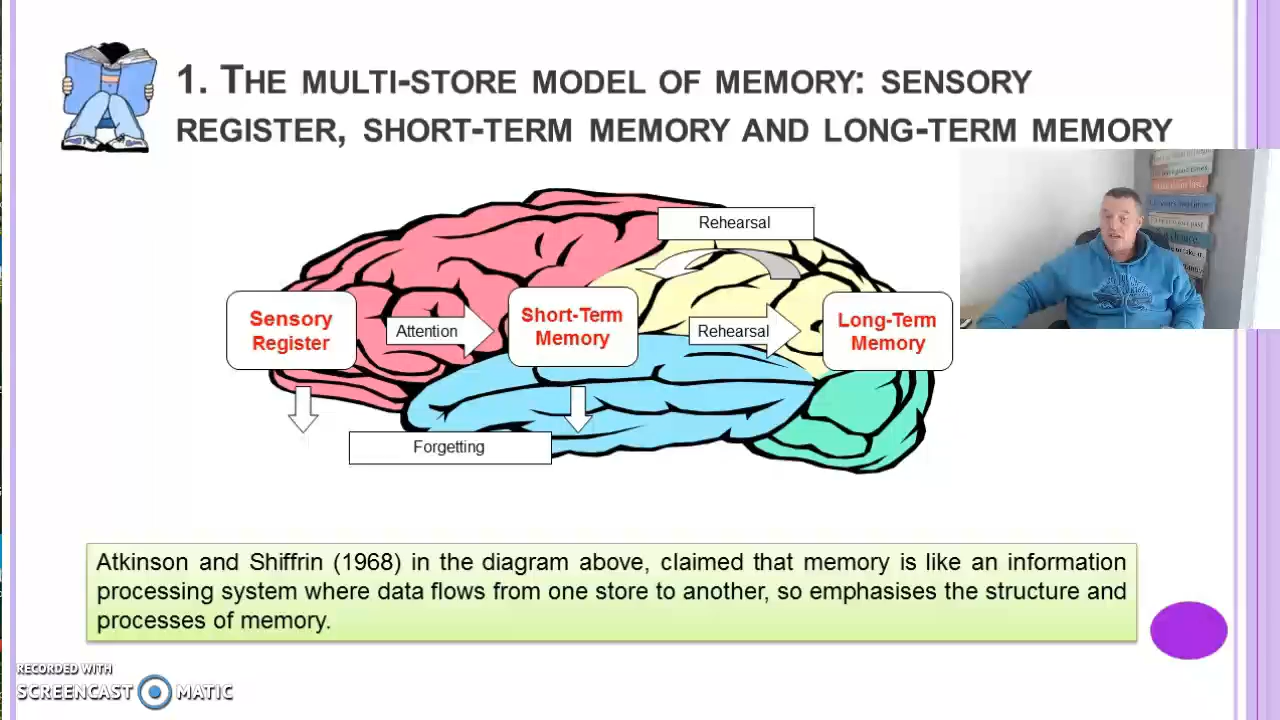 1. THE MULTI-STORE MODEL OF MEMORY: SENSORY
REGISTER, SHORT-TERM MEMORY AND LONG-TERM MEMORY
Rehearsal
Sensory
Register
Attention
Short-Term
Memory
Rehearsal
Long-Term
Memory
Forgetting
Atkinson and Shiffrin (1968) in the diagram above, claimed that memory is like an information
processing system where data flows from one store to another, so emphasises the structure and
processes of memory.
RECORDED WITH
SCREENCAST MATIC